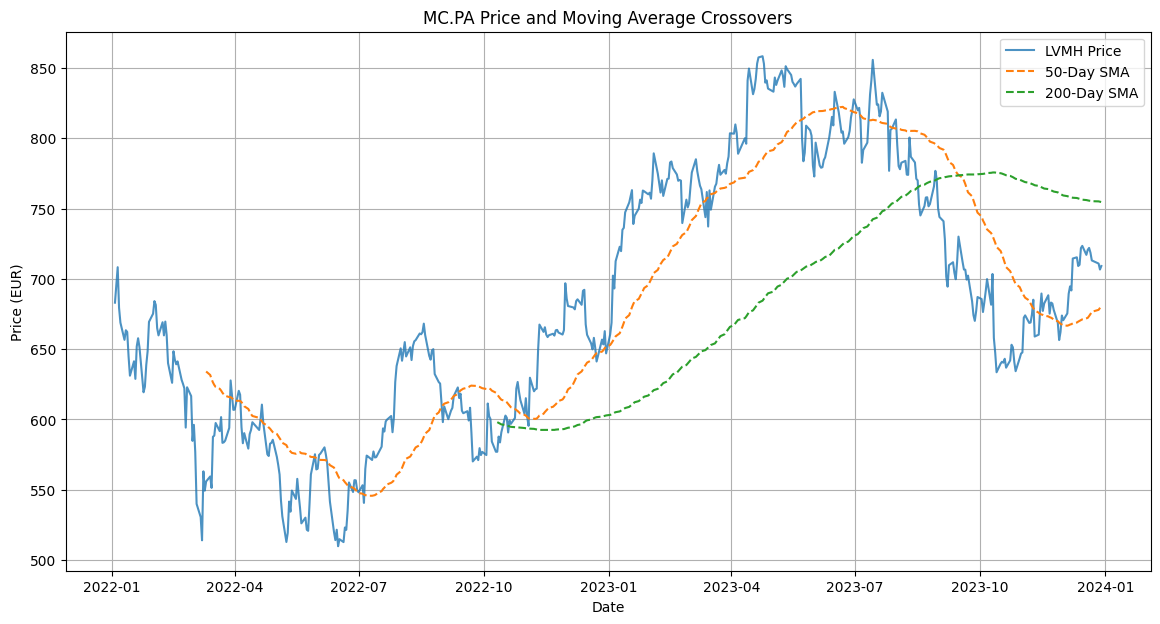 MC.PA Price and Moving Average Crossovers
LVMH Price
50-Day SMA
200-Day SMA
Price (EUR)
850
800
750
700
650
600
550
500
2022-01
2022-04
2022-07
2022-10
2023-01
2023-04
2023-07
2023-10
2024-01
Date